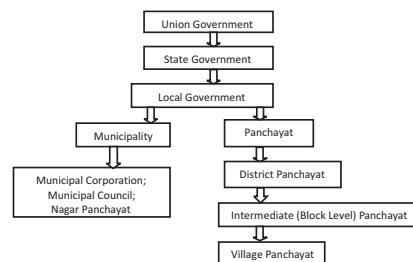 Union Government
State Government
Local Government
Municipality
Panchayat
Municipal Corporation;
Municipal Council;
Nagar Panchayat
District Panchayat
Intermediate (Block Level) Panchayat
Village Panchayat